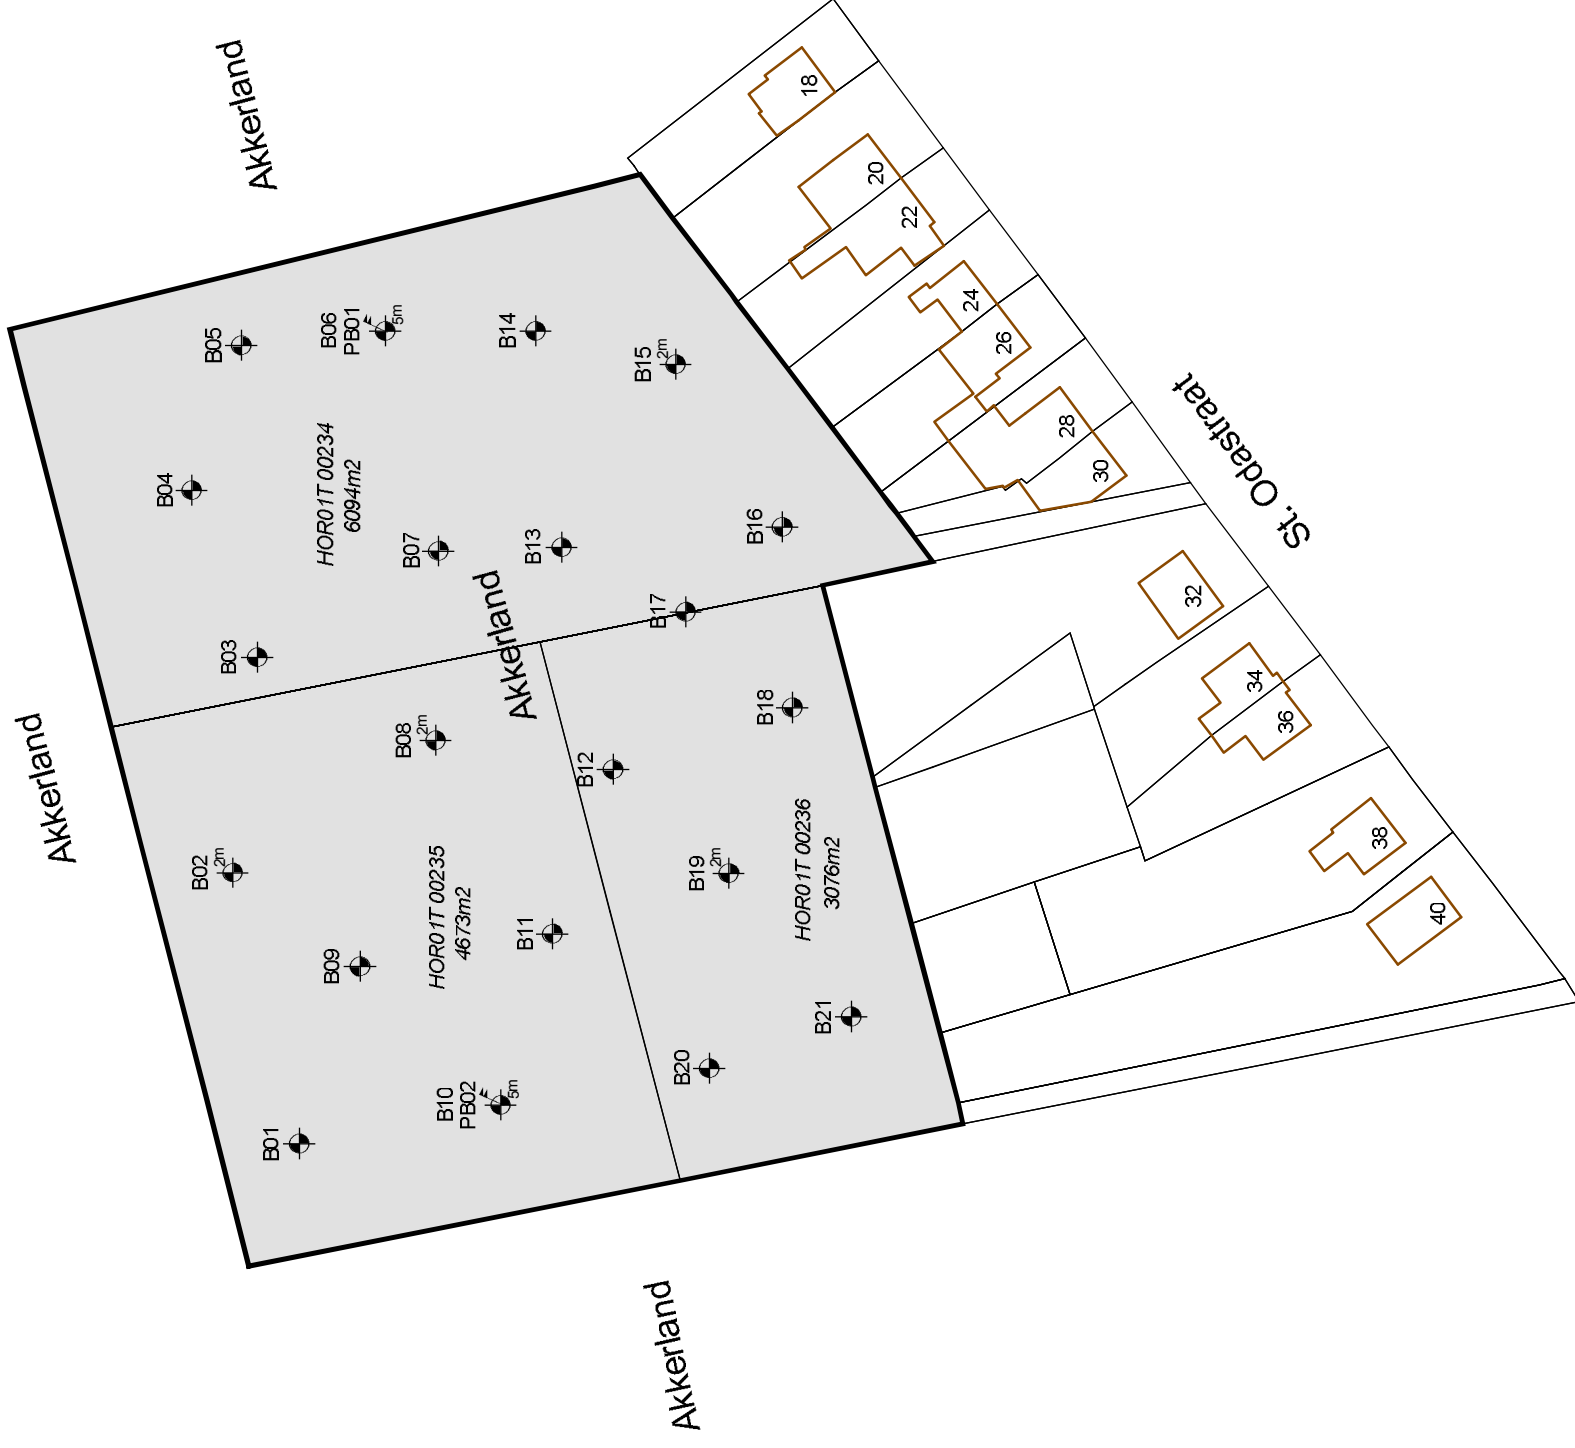 Akkerland
Akkerland
Akkerland
Akkerland
St. Odastraat
HOR01T 00234
6094m2
HOR01T 00235
4673m2
HOR01T 00236
3076m2
B01
B02
2m
B03
B04
B05
B06
PB01
5m
B07
B08
2m
B09
B10
PB02
5m
B11
B12
B13
B14
B15
2m
B16
B17
B18
B19
2m
B20
B21
18
20
22
24
26
28
30
32
34
36
38
40